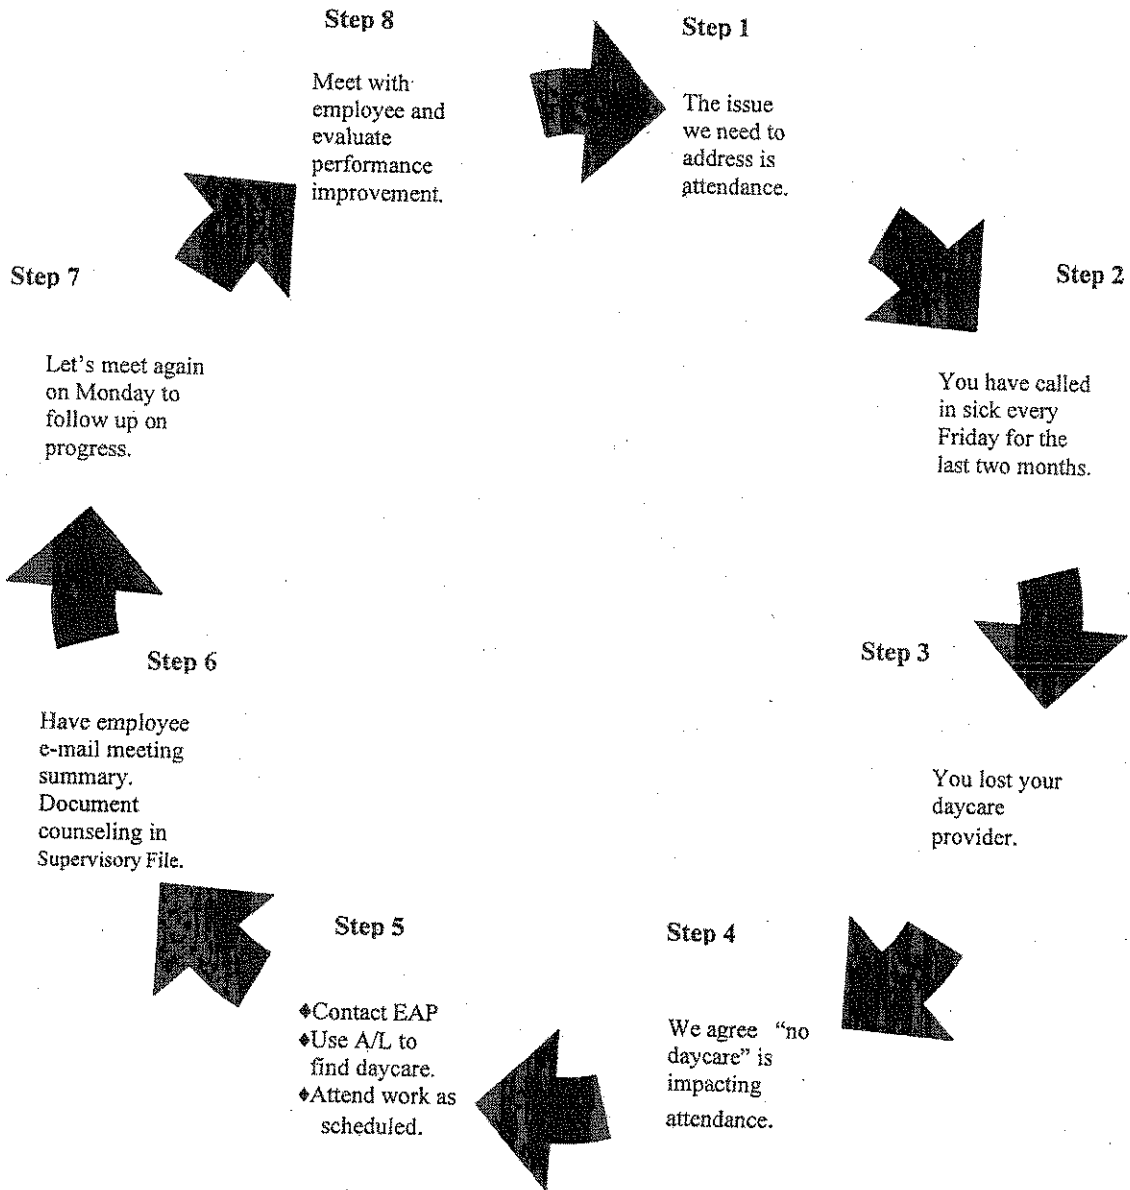 Step 1
The issue
we need to
address is
attendance.
Step 2
You have called
in sick every
Friday for the
last two months.
Step 3
You lost your
daycare
provider.
Step 4
We agree “no
daycare” is
impacting
attendance.
Step 5
♦Contact EAP
♦Use A/L to
find daycare.
♦Attend work as
scheduled.
Step 6
Have employee
e-mail meeting
summary.
Document
counseling in
Supervisory File.
Step 7
Let’s meet again
on Monday to
follow up on
progress.
Step 8
Meet with
employee and
evaluate
performance
improvement.